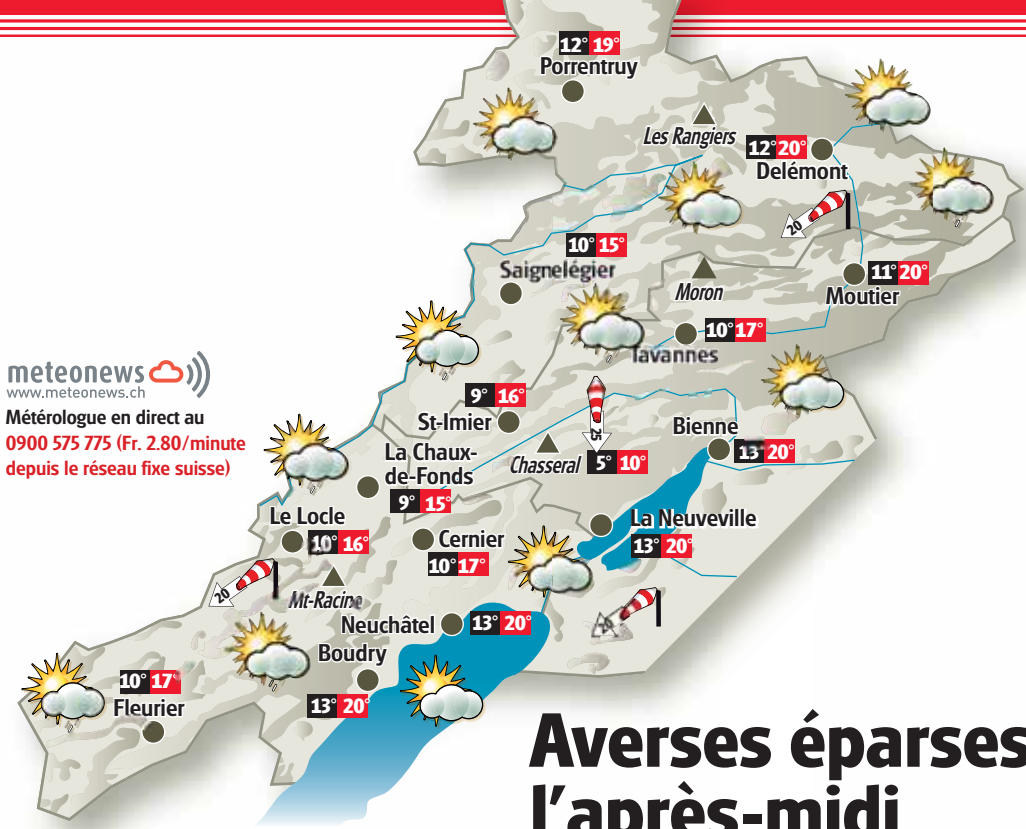 12° 19°
Porrentruy
Les Rangiers
12° 20°
Delémont
20
10° 15°
Saignelégier
Moron
11° 20°
Moutier
10° 17°
Tavannes
meteonews
www.meteonews.ch
Métérologue en direct au
0900 575 775 (Fr. 2.80/minute
depuis le réseau fixe suisse)
9° 16°
St-Imier
25
Chasseral
5° 10°
Bienne
13° 20°
La Chaux-
de-Fonds
9° 15°
Le Locle
10° 16°
Cernier
10° 17°
La Neuveville
13° 20°
20
Mt-Racine
Neuchâtel
13° 20°
Boudry
13° 20°
10° 17°
Fleurier
Averses éparses
l'après-midi